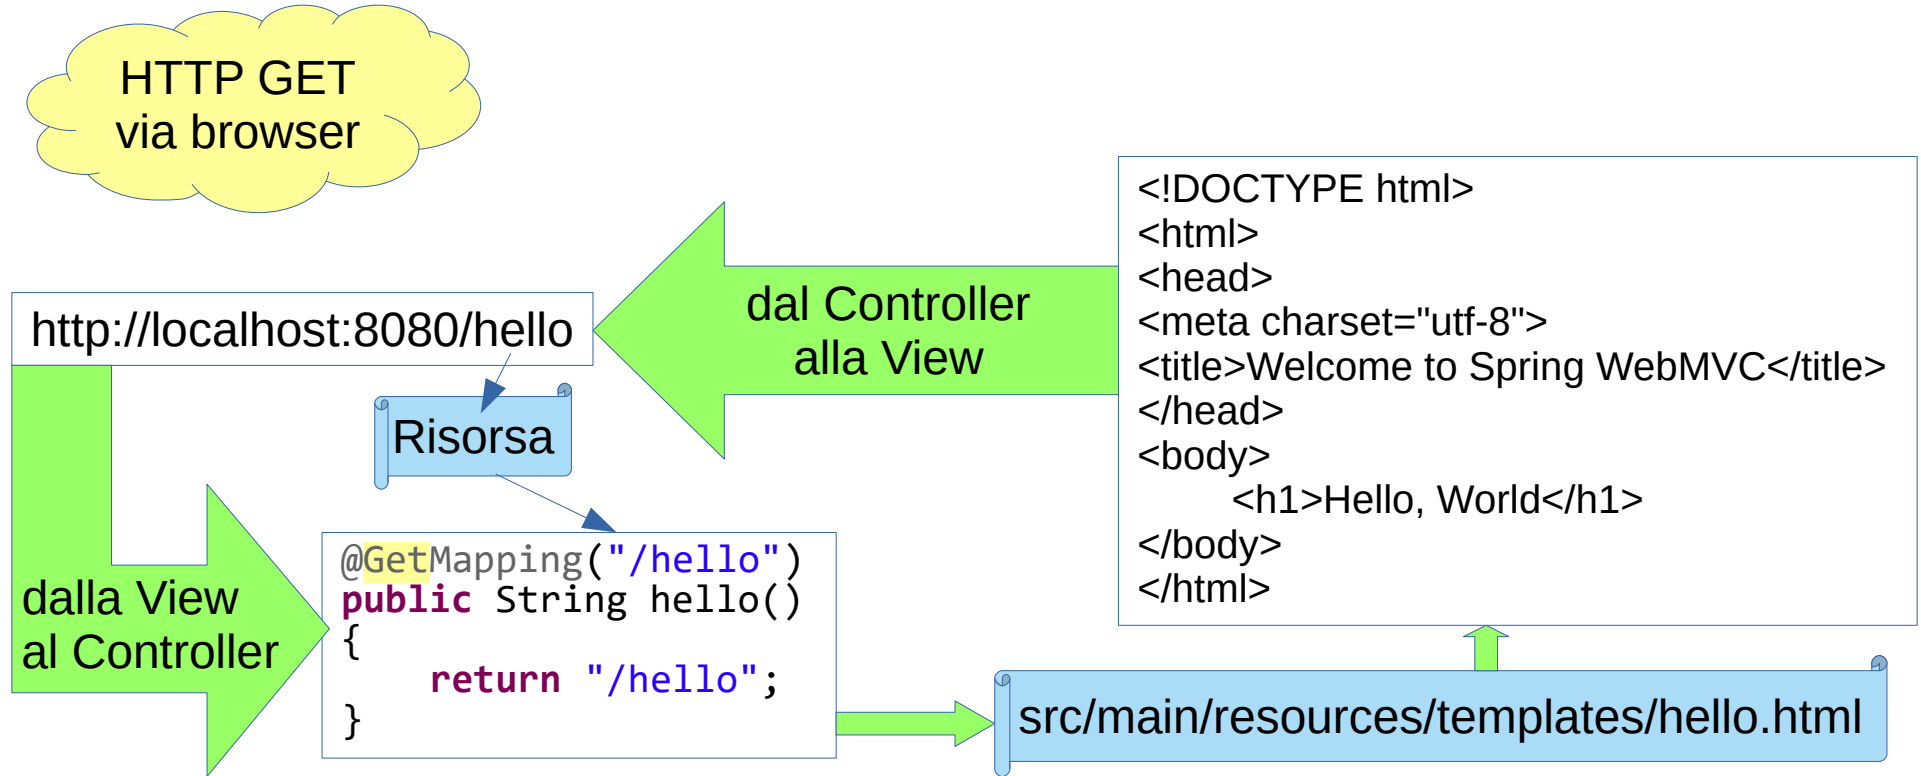 HTTP GET
via browser
http://localhost:8080/hello
dal Controller
alla View
<!DOCTYPE html>
<html>
<head>
<meta charset="utf-8">
<title>Welcome to Spring WebMVC</title>
</head>
<body>
<h1>Hello, World</h1>
</body>
</html>
Risorsa
dalla View
al Controller
@GetMapping("/hello")
public String hello()
{
return "/hello";
}
src/main/resources/templates/hello.html